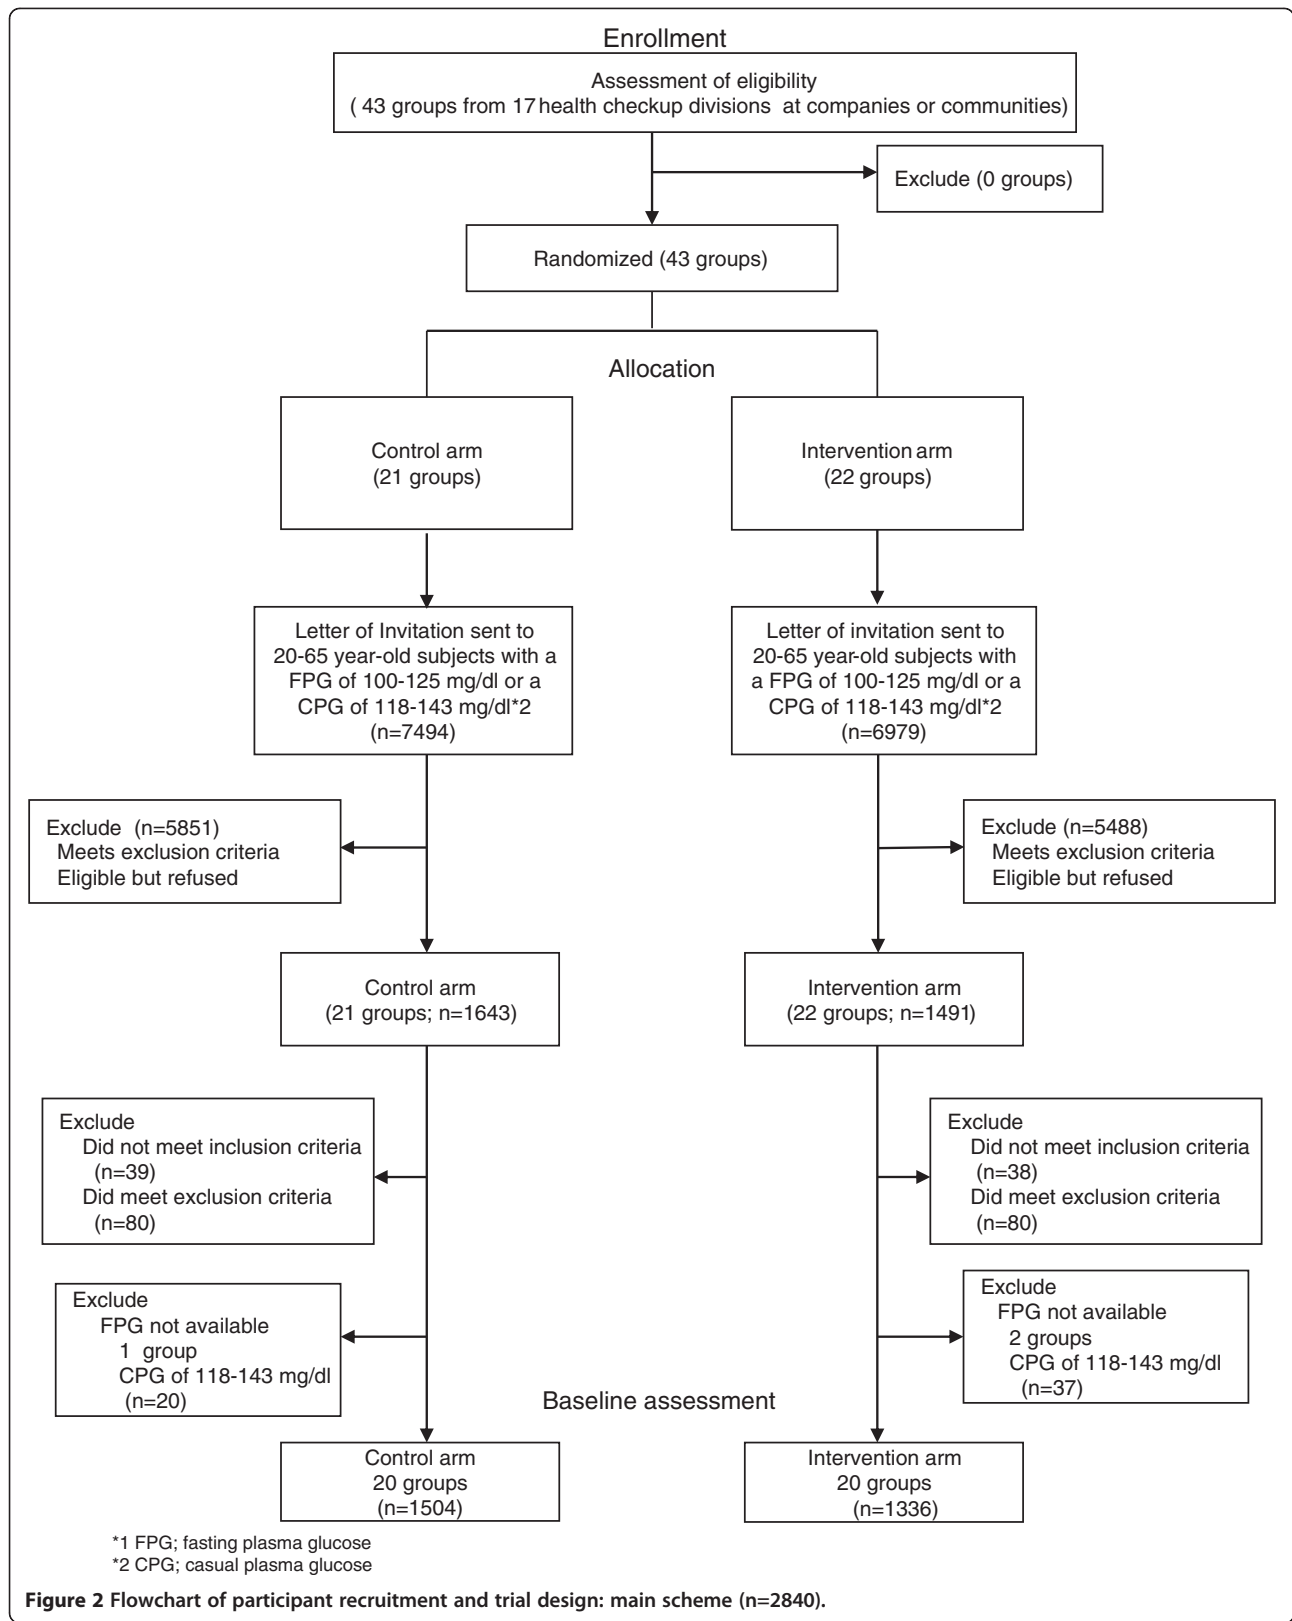 Enrollment
Assessment of eligibility
( 43 groups from 17 health checkup divisions at companies or communities)
Exclude (0 groups)
Randomized (43 groups)
Allocation
Control arm
(21 groups)
Intervention arm
(22 groups)
Letter of Invitation sent to
20-65 year-old subjects with a
FPG of 100-125 mg/dl or a
CPG of 118-143 mg/dl*2
(n=7494)
Letter of invitation sent to
20-65 year-old subjects with
a FPG of 100-125 mg/dl or a
CPG of 118-143 mg/dl*2
(n=6979)
Exclude (n=5851)
Meets exclusion criteria
Eligible but refused
Exclude (n=5488)
Meets exclusion criteria
Eligible but refused
Control arm
(21 groups; n=1643)
Intervention arm
(22 groups; n=1491)
Exclude
Did not meet inclusion criteria
(n=39)
Did meet exclusion criteria
(n=80)
Exclude
Did not meet inclusion criteria
(n=38)
Did meet exclusion criteria
(n=80)
Exclude
FPG not available
1 group
CPG of 118-143 mg/dl
(n=20)
Exclude
FPG not available
2 groups
CPG of 118-143 mg/dl
(n=37)
Baseline assessment
Control arm
20 groups
(n=1504)
Intervention arm
20 groups
(n=1336)
*1 FPG; fasting plasma glucose
*2 CPG; casual plasma glucose
Figure 2 Flowchart of participant recruitment and trial design: main scheme (n=2840).